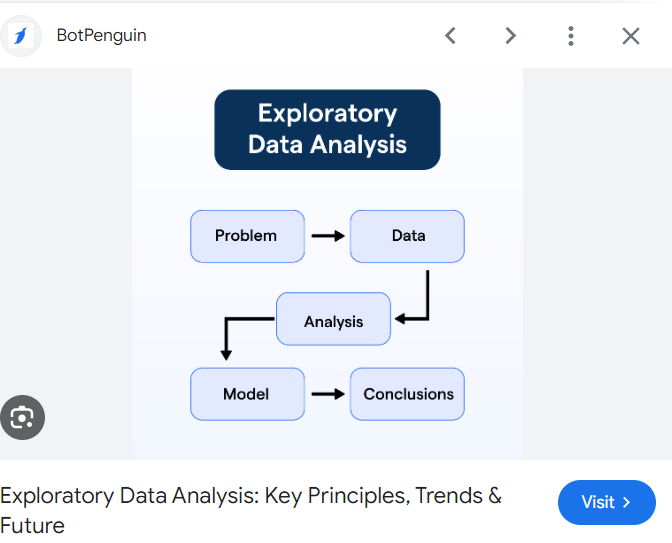 BotPenguin
Exploratory
Data Analysis
Problem
Data
Analysis
Model
Conclusions
Exploratory Data Analysis: Key Principles, Trends &
Future
Visit